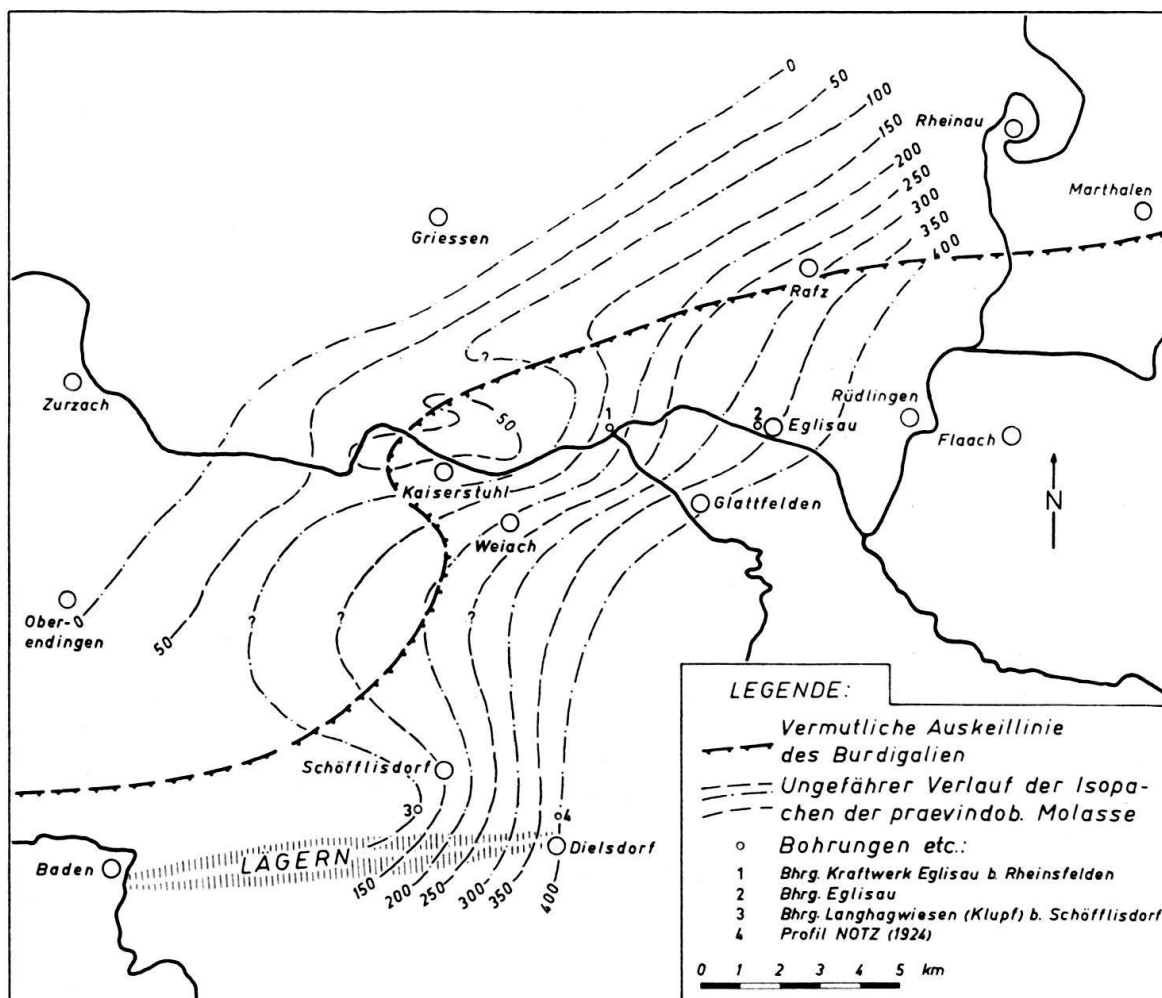 0
50
100
150
200
250
300
350
400
Rheinau
Marthalen
Griessen
Rafz
?
Zurzach
50
1
2
Eglisau
Rüdlingen
Flaach
Kaiserstuhl
Glattfelden
N
Weiach
Ober-
endingen
0
50
?
?
?
Schöfflisdorf
3
4
Baden
LÄGERN
Dielsdorf
150
200
250
300
350
400
LEGENDE:
Vermutliche Auskeillinie
des Burdigalien
Ungefährer Verlauf der Isopa-
chen der praevindob. Molasse
Bohrungen etc.:
1 Bhrg. Kraftwerk Eglisau b. Rheinsfelden
2 Bhrg. Eglisau
3 Bhrg. Langhagwiesen (Klupf) b. Schöfflisdorf
4 Profil NOTZ (1924)
0 1 2 3 4 5 km